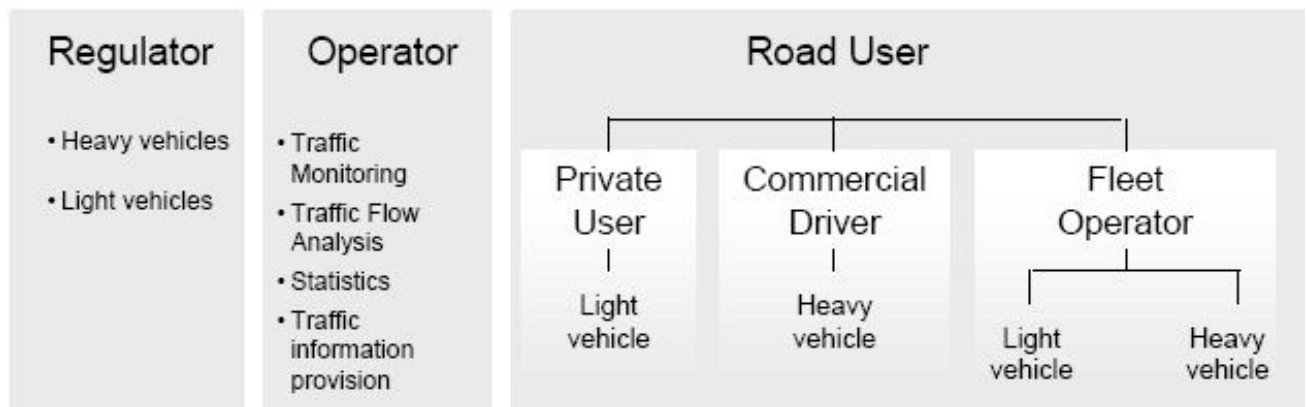 Regulator
• Heavy vehicles
• Light vehicles
Operator
• Traffic
Monitoring
• Traffic Flow
Analysis
• Statistics
• Traffic
information
provision
Road User
Private
User
Light
vehicle
Commercial
Driver
Heavy
vehicle
Fleet
Operator
Light
vehicle
Heavy
vehicle